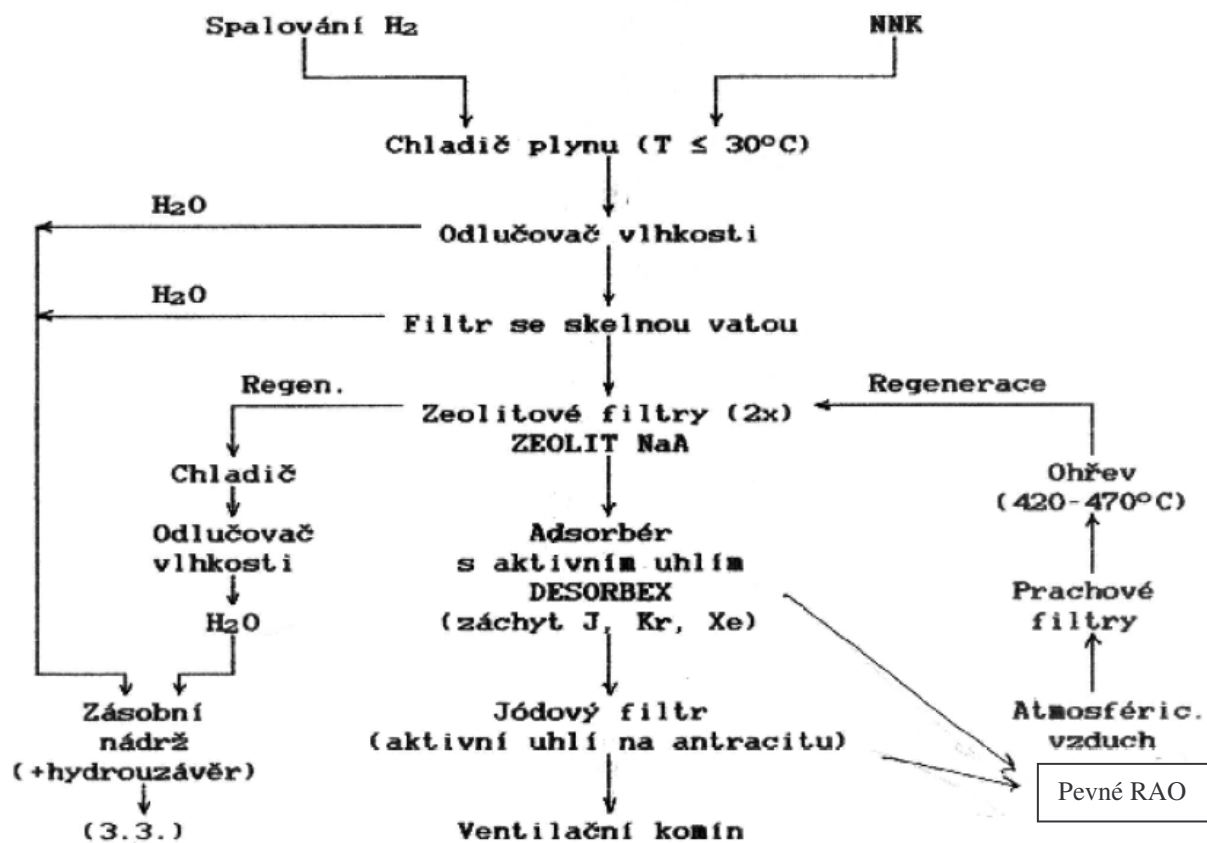 Spalování H2
NNK
Chladič plynu (T ≤ 30°C)
H2O
Odlučovač vlhkosti
H2O
Filtr se skelnou vatou
Regen.
Regenerace
Zeolitové filtry (2x)
ZEOLIT NaA
Chladič
Odlučovač
vlhkosti
H2O
Adsorbér
s aktivním uhlím
DESORBEX
(záchyt J, Kr, Xe)
Ohřev
(420-470°C)
Prachové
filtry
Atmosféric.
vzduch
Zásobní
nádrž
(+hydrouzávěr)
(3.3.)
Jódový filtr
(aktivní uhlí na antracitu)
Ventilační komín
Pevné RAO